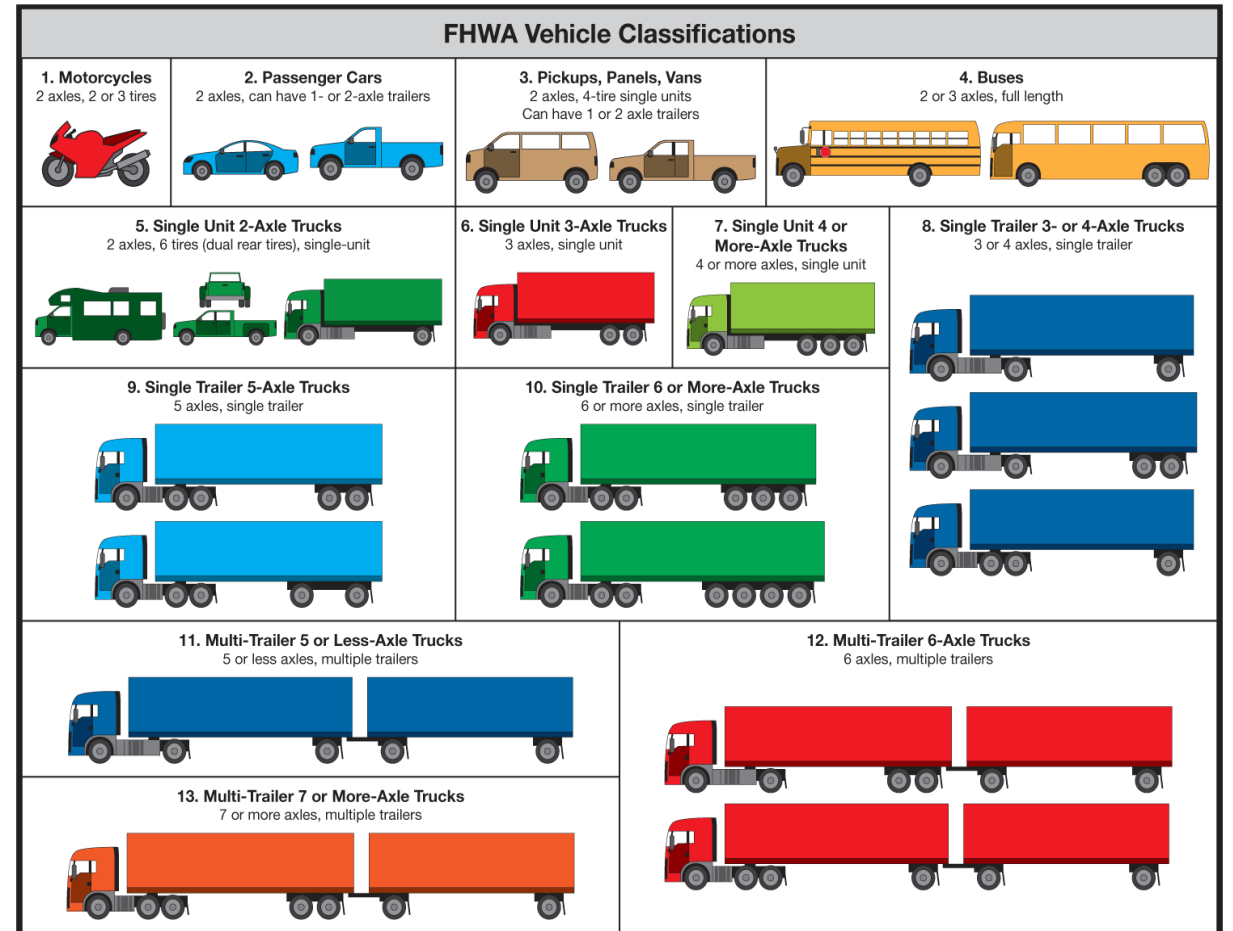 FHWA Vehicle Classifications
1. Motorcycles
2 axles, 2 or 3 tires
2. Passenger Cars
2 axles, can have 1- or 2-axle trailers
3. Pickups, Panels, Vans
2 axles, 4-tire single units
Can have 1 or 2 axle trailers
4. Buses
2 or 3 axles, full length
5. Single Unit 2-Axle Trucks
2 axles, 6 tires (dual rear tires), single-unit
6. Single Unit 3-Axle Trucks
3 axles, single unit
7. Single Unit 4 or
More-Axle Trucks
4 or more axles, single unit
8. Single Trailer 3- or 4-Axle Trucks
3 or 4 axles, single trailer
9. Single Trailer 5-Axle Trucks
5 axles, single trailer
10. Single Trailer 6 or More-Axle Trucks
6 or more axles, single trailer
11. Multi-Trailer 5 or Less-Axle Trucks
5 or less axles, multiple trailers
12. Multi-Trailer 6-Axle Trucks
6 axles, multiple trailers
13. Multi-Trailer 7 or More-Axle Trucks
7 or more axles, multiple trailers